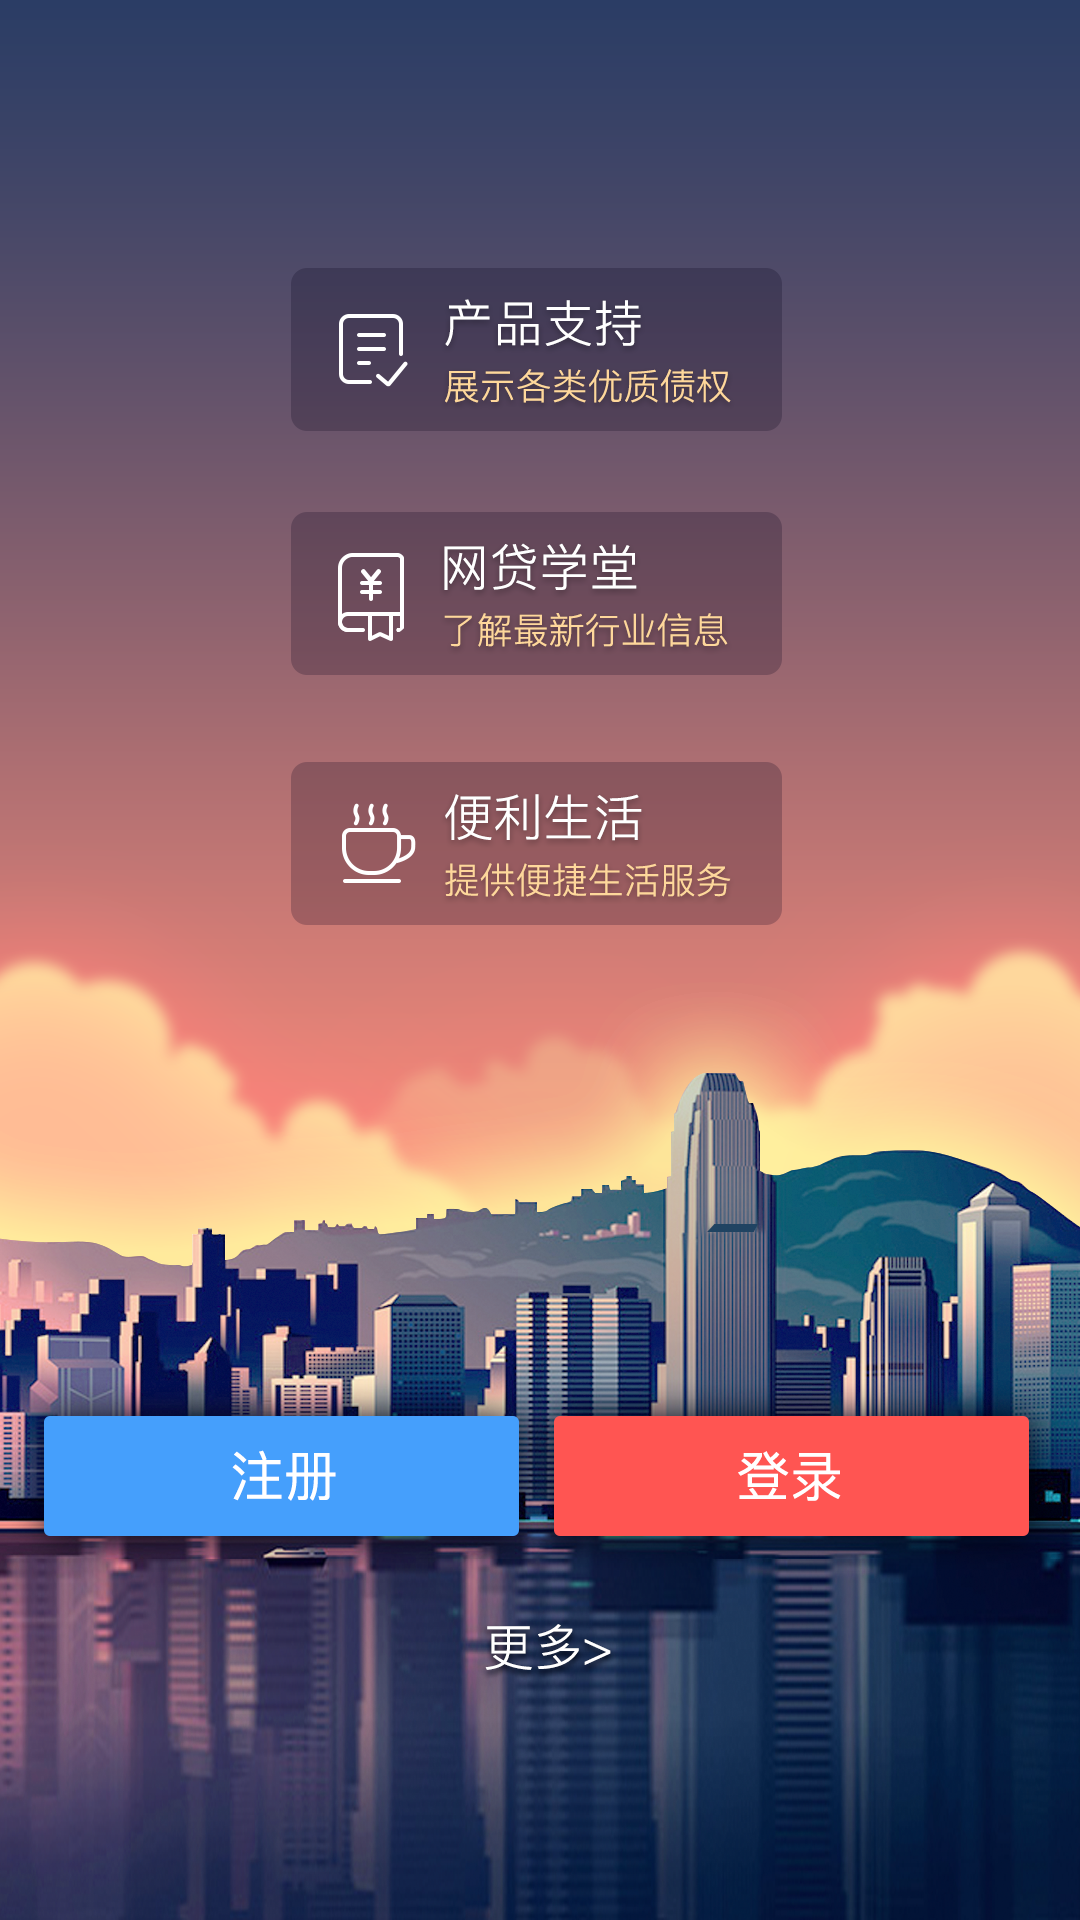 产品支持
展示各类优质债权
网贷学堂
了解最新行业信息
便利生活
提供便捷生活服务
注册
登录
更多>